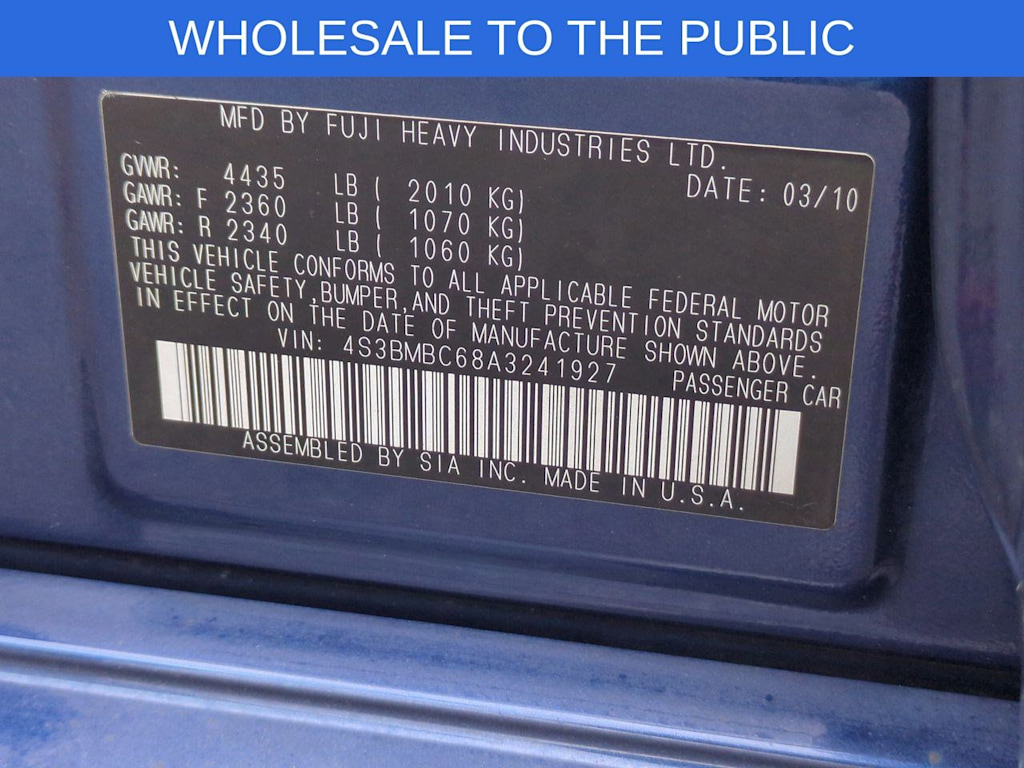 WHOLESALE TO THE PUBLIC
MFD BY FUJI HEAVY INDUSTRIES LTD.
GVWR: 4435 LB ( 2010 KG) DATE: 03/10
GAWR: F 2360 LB ( 1070 KG)
GAWR: R 2340 LB ( 1060 KG)
THIS VEHICLE CONFORMS TO ALL APPLICABLE FEDERAL MOTOR
VEHICLE SAFETY,BUMPER,AND THEFT PREVENTION STANDARDS
IN EFFECT ON THE DATE OF MANUFACTURE SHOWN ABOVE.
VIN: 4S3BMBC68A3241927 PASSENGER CAR
ASSEMBLED BY SIA INC. MADE IN U.S.A.